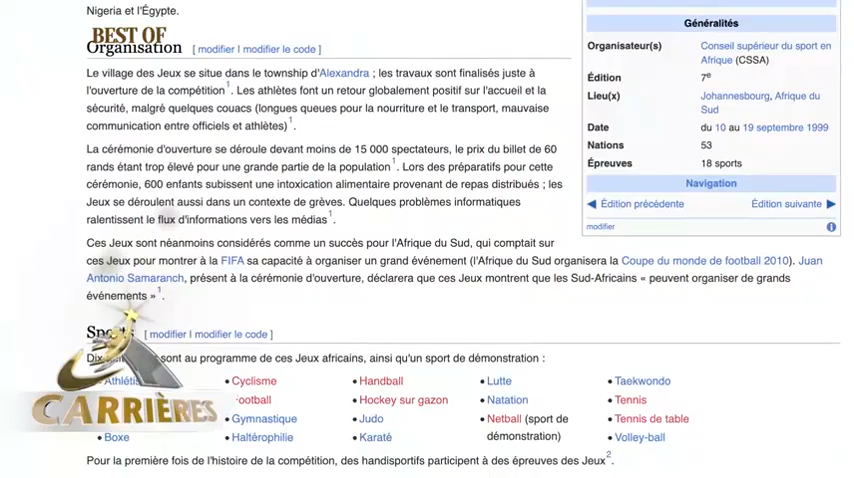 Nigeria et l'Égypte.
BEST OF
Organisation [ modifier | modifier le code ]
Le village des Jeux se situe dans le township d'Alexandra ; les travaux sont finalisés juste à
l'ouverture de la compétition1. Les athlètes font un retour globalement positif sur l'accueil et la
sécurité, malgré quelques couacs (longues queues pour la nourriture et le transport, mauvaise
communication entre officiels et athlètes)1.
La cérémonie d'ouverture se déroule devant moins de 15 000 spectateurs, le prix du billet de 60
rands étant trop élevé pour une grande partie de la population1. Lors des préparatifs pour cette
cérémonie, 600 enfants subissent une intoxication alimentaire provenant de repas distribués ; les
Jeux se déroulent aussi dans un contexte de grèves. Quelques problèmes informatiques
ralentissent le flux d'informations vers les médias1.
Ces Jeux sont néanmoins considérés comme un succès pour l'Afrique du Sud, qui comptait sur
ces Jeux pour montrer à la FIFA sa capacité à organiser un grand événement (l'Afrique du Sud organisera la Coupe du monde de football 2010). Juan
Antonio Samaranch, présent à la cérémonie d'ouverture, déclarera que ces Jeux montrent que les Sud-Africains « peuvent organiser de grands
événements »1.
Généralités
Organisateur(s) Conseil supérieur du sport en
Afrique (CSSA)
Édition 7e
Lieu(x) Johannesbourg, Afrique du
Sud
Date du 10 au 19 septembre 1999
Nations 53
Épreuves 18 sports
Navigation
◀ Édition précédente Édition suivante ▶
modifier
[ modifier | modifier le code ]
sont au programme de ces Jeux africains, ainsi qu'un sport de démonstration :
• Cyclisme • Handball • Lutte • Taekwondo
Football • Hockey sur gazon • Natation • Tennis
• Gymnastique • Judo • Netball (sport de • Tennis de table
démonstration)
• Boxe • Haltérophilie • Karaté • Volley-ball
CARRIÈRES
Pour la première fois de l'histoire de la compétition, des handisportifs participent à des épreuves des Jeux2.